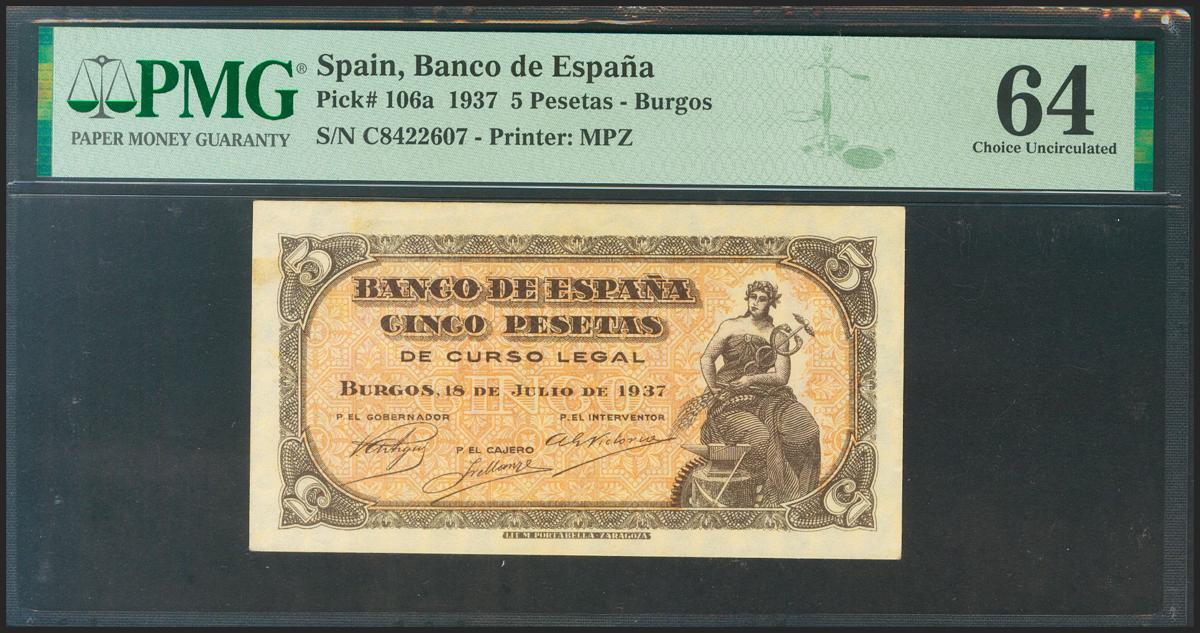 PMG®
PAPER MONEY GUARANTY
Spain, Banco de España
Pick# 106a 1937 5 Pesetas - Burgos
S/N C8422607 - Printer: MPZ
64
Choice Uncirculated
5 5
BANCO DE ESPAÑA
CINCO PESETAS
DE CURSO LEGAL
BURGOS, 18 DE JULIO DE 1937
P. EL GOBERNADOR P. EL INTERVENTOR
P EL CAJERO
5 5
LIT. M. PORTABELLA-ZARAGOZA